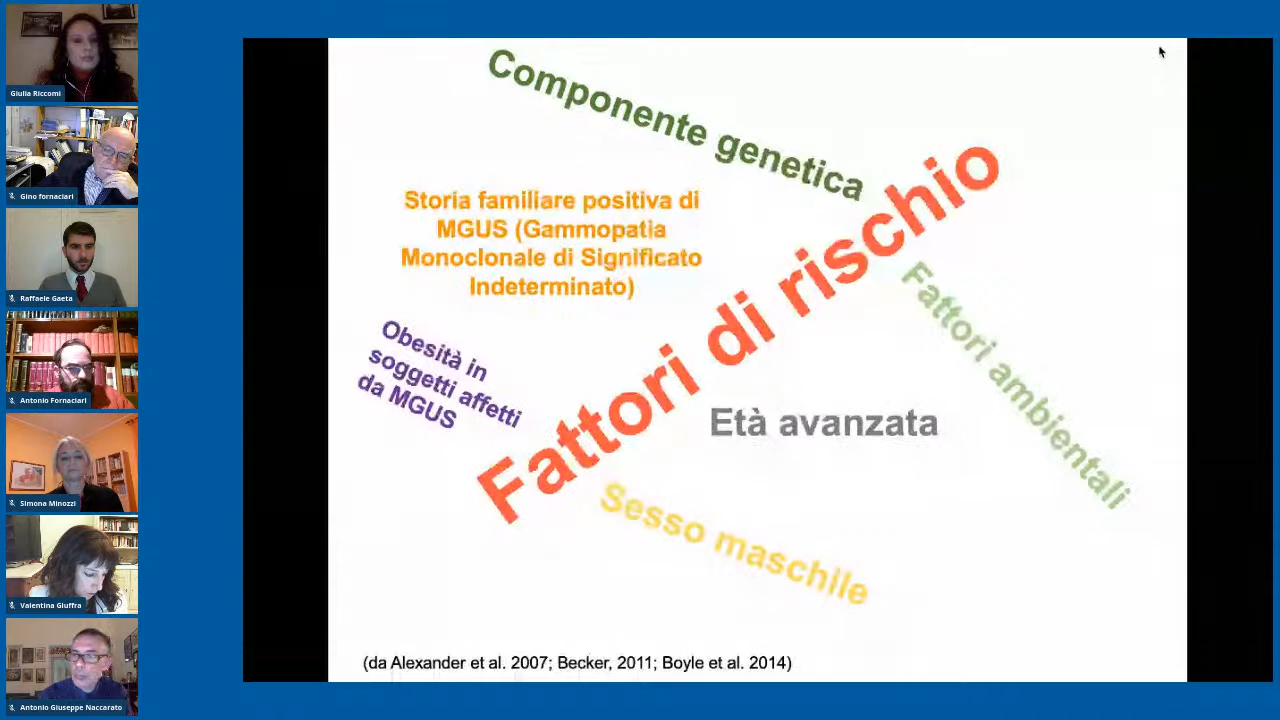 Giulia Riccomi
Gino fornaciari
Raffaele Gaeta
Antonio Fornaciari
Simona Minozzi
Valentina Giuffra
Antonio Giuseppe Naccarato
Componente genetica
Storia familiare positiva di
MGUS (Gammopatia
Monoclonale di Significato
Indeterminato)
Fattori di rischio
Fattori ambientali
Obesità in
soggetti affetti
da MGUS
Età avanzata
Sesso maschile
(da Alexander et al. 2007; Becker, 2011; Boyle et al. 2014)